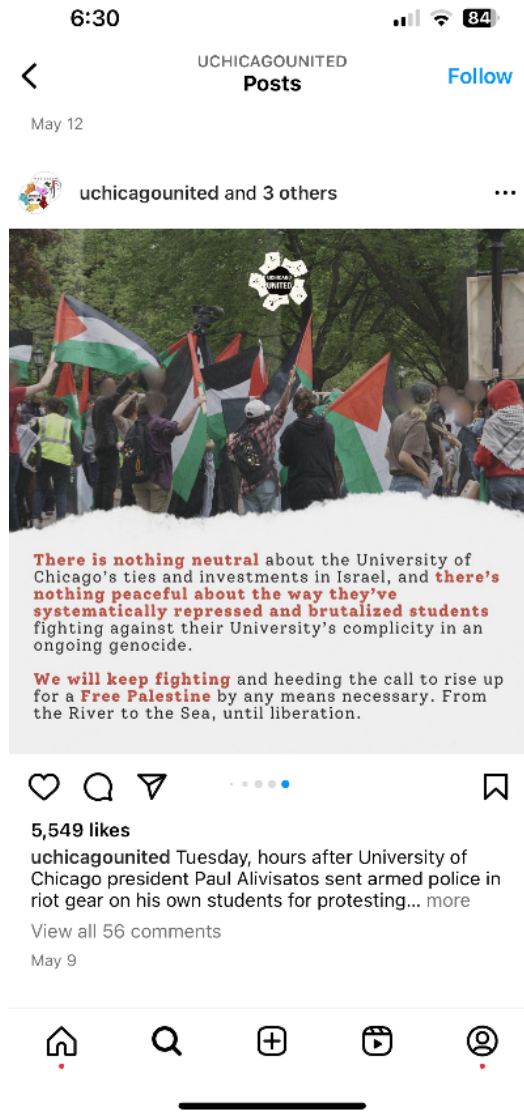 6:30
84
UCHICAGOUNITED
Posts
Follow
May 12
uchicagounited and 3 others
UCHICAGO
UNITED
There is nothing neutral about the University of
Chicago's ties and investments in Israel, and there's
nothing peaceful about the way they've
systematically repressed and brutalized students
fighting against their University's complicity in an
ongoing genocide.
We will keep fighting and heeding the call to rise up
for a Free Palestine by any means necessary. From
the River to the Sea, until liberation.
5,549 likes
uchicagounited Tuesday, hours after University of
Chicago president Paul Alivisatos sent armed police in
riot gear on his own students for protesting... more
View all 56 comments
May 9